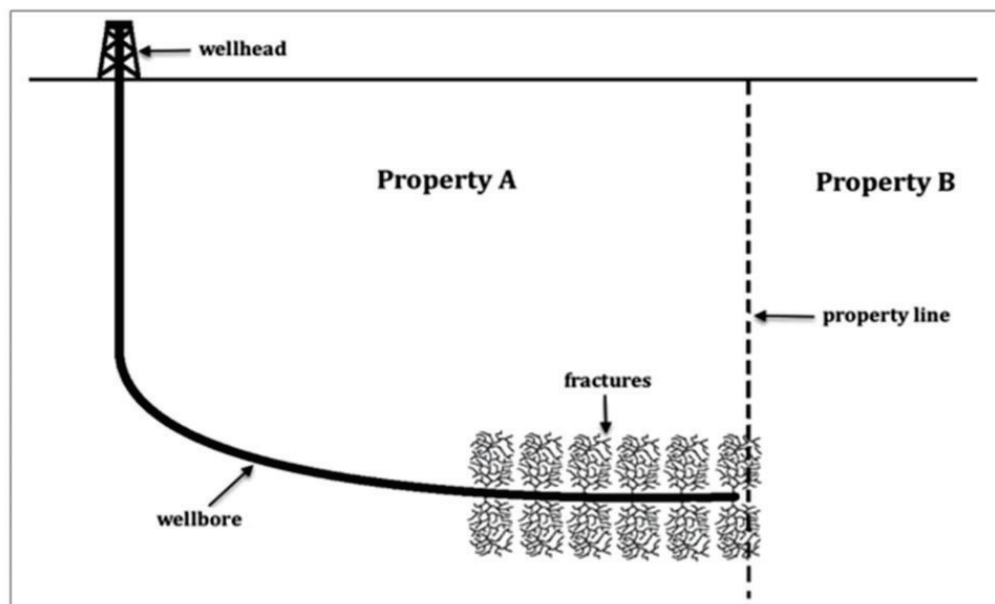 wellhead
Property A
Property B
property line
fractures
wellbore